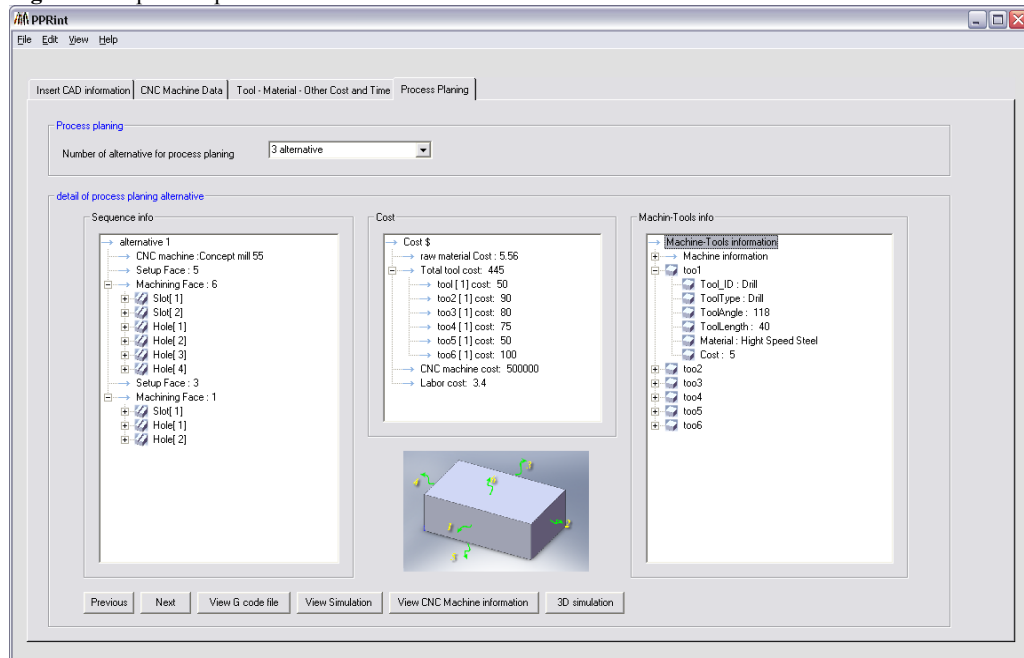 PPRint
File Edit View Help
Insert CAD information CNC Machine Data Tool - Material - Other Cost and Time Process Planing
Process planing
Number of alternative for process planing 3 alternative
detail of process planing alternative
Sequence info
alternative 1
CNC machine :Concept mill 55
Setup Face : 5
Machining Face : 6
Slot[ 1]
Slot[ 2]
Hole[ 1]
Hole[ 2]
Hole[ 3]
Hole[ 4]
Setup Face : 3
Machining Face : 1
Slot[ 1]
Hole[ 1]
Hole[ 2]
Cost
Cost $
raw material Cost : 5.56
Total tool cost: 445
tool [ 1] cost: 50
too2 [ 1] cost: 90
too3 [ 1] cost: 80
too4 [ 1] cost: 75
too5 [ 1] cost: 50
too6 [ 1] cost: 100
CNC machine cost: 500000
Labor cost: 3.4
4
6
3
1
2
5
Machin-Tools info
Machine-Tools information
Machine information
too1
Tool_ID : Drill
ToolType : Drill
ToolAngle : 118
ToolLength : 40
Material : Hight Speed Steel
Cost : 5
too2
too3
too4
too5
too6
Previous Next View G code file View Simulation View CNC Machine information 3D simulation